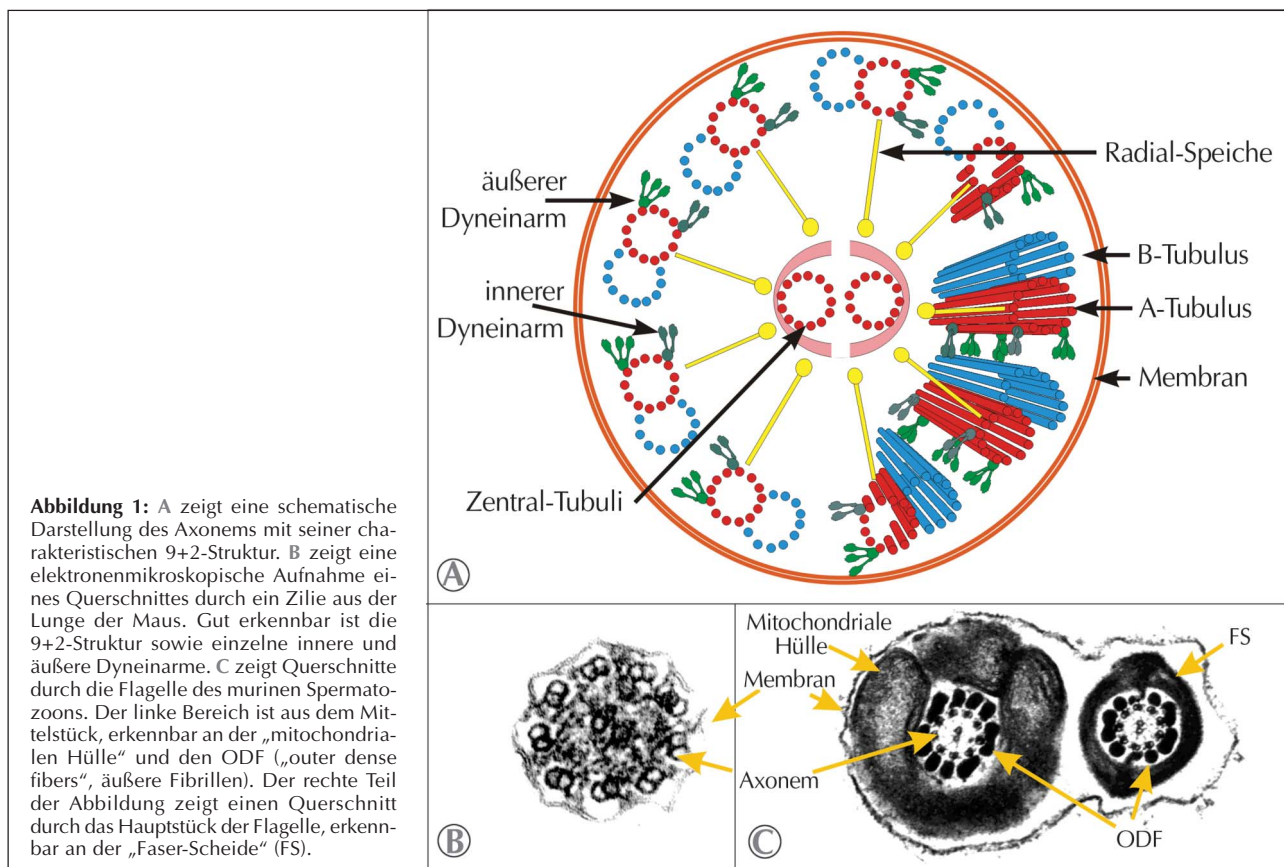 Abbildung 1: A zeigt eine schematische
Darstellung des Axonems mit seiner cha-
rakteristischen 9+2-Struktur. B zeigt eine
elektronenmikroskopische Aufnahme ei-
nes Querschnittes durch ein Zilie aus der
Lunge der Maus. Gut erkennbar ist die
9+2-Struktur sowie einzelne innere und
äußere Dyneinarme. C zeigt Querschnitte
durch die Flagelle des murinen Spermato-
zoons. Der linke Bereich ist aus dem Mit-
telstück, erkennbar an der „mitochondria-
len Hülle“ und den ODF („outer dense
fibers“, äußere Fibrillen). Der rechte Teil
der Abbildung zeigt einen Querschnitt
durch das Hauptstück der Flagelle, erkenn-
bar an der „Faser-Scheide“ (FS).
äußerer
Dyneinarm
innerer
Dyneinarm
Zentral-Tubuli
Radial-Speiche
B-Tubulus
A-Tubulus
Membran
A
Mitochondriale
Hülle
Membran
Axonem
FS
ODF
B
C